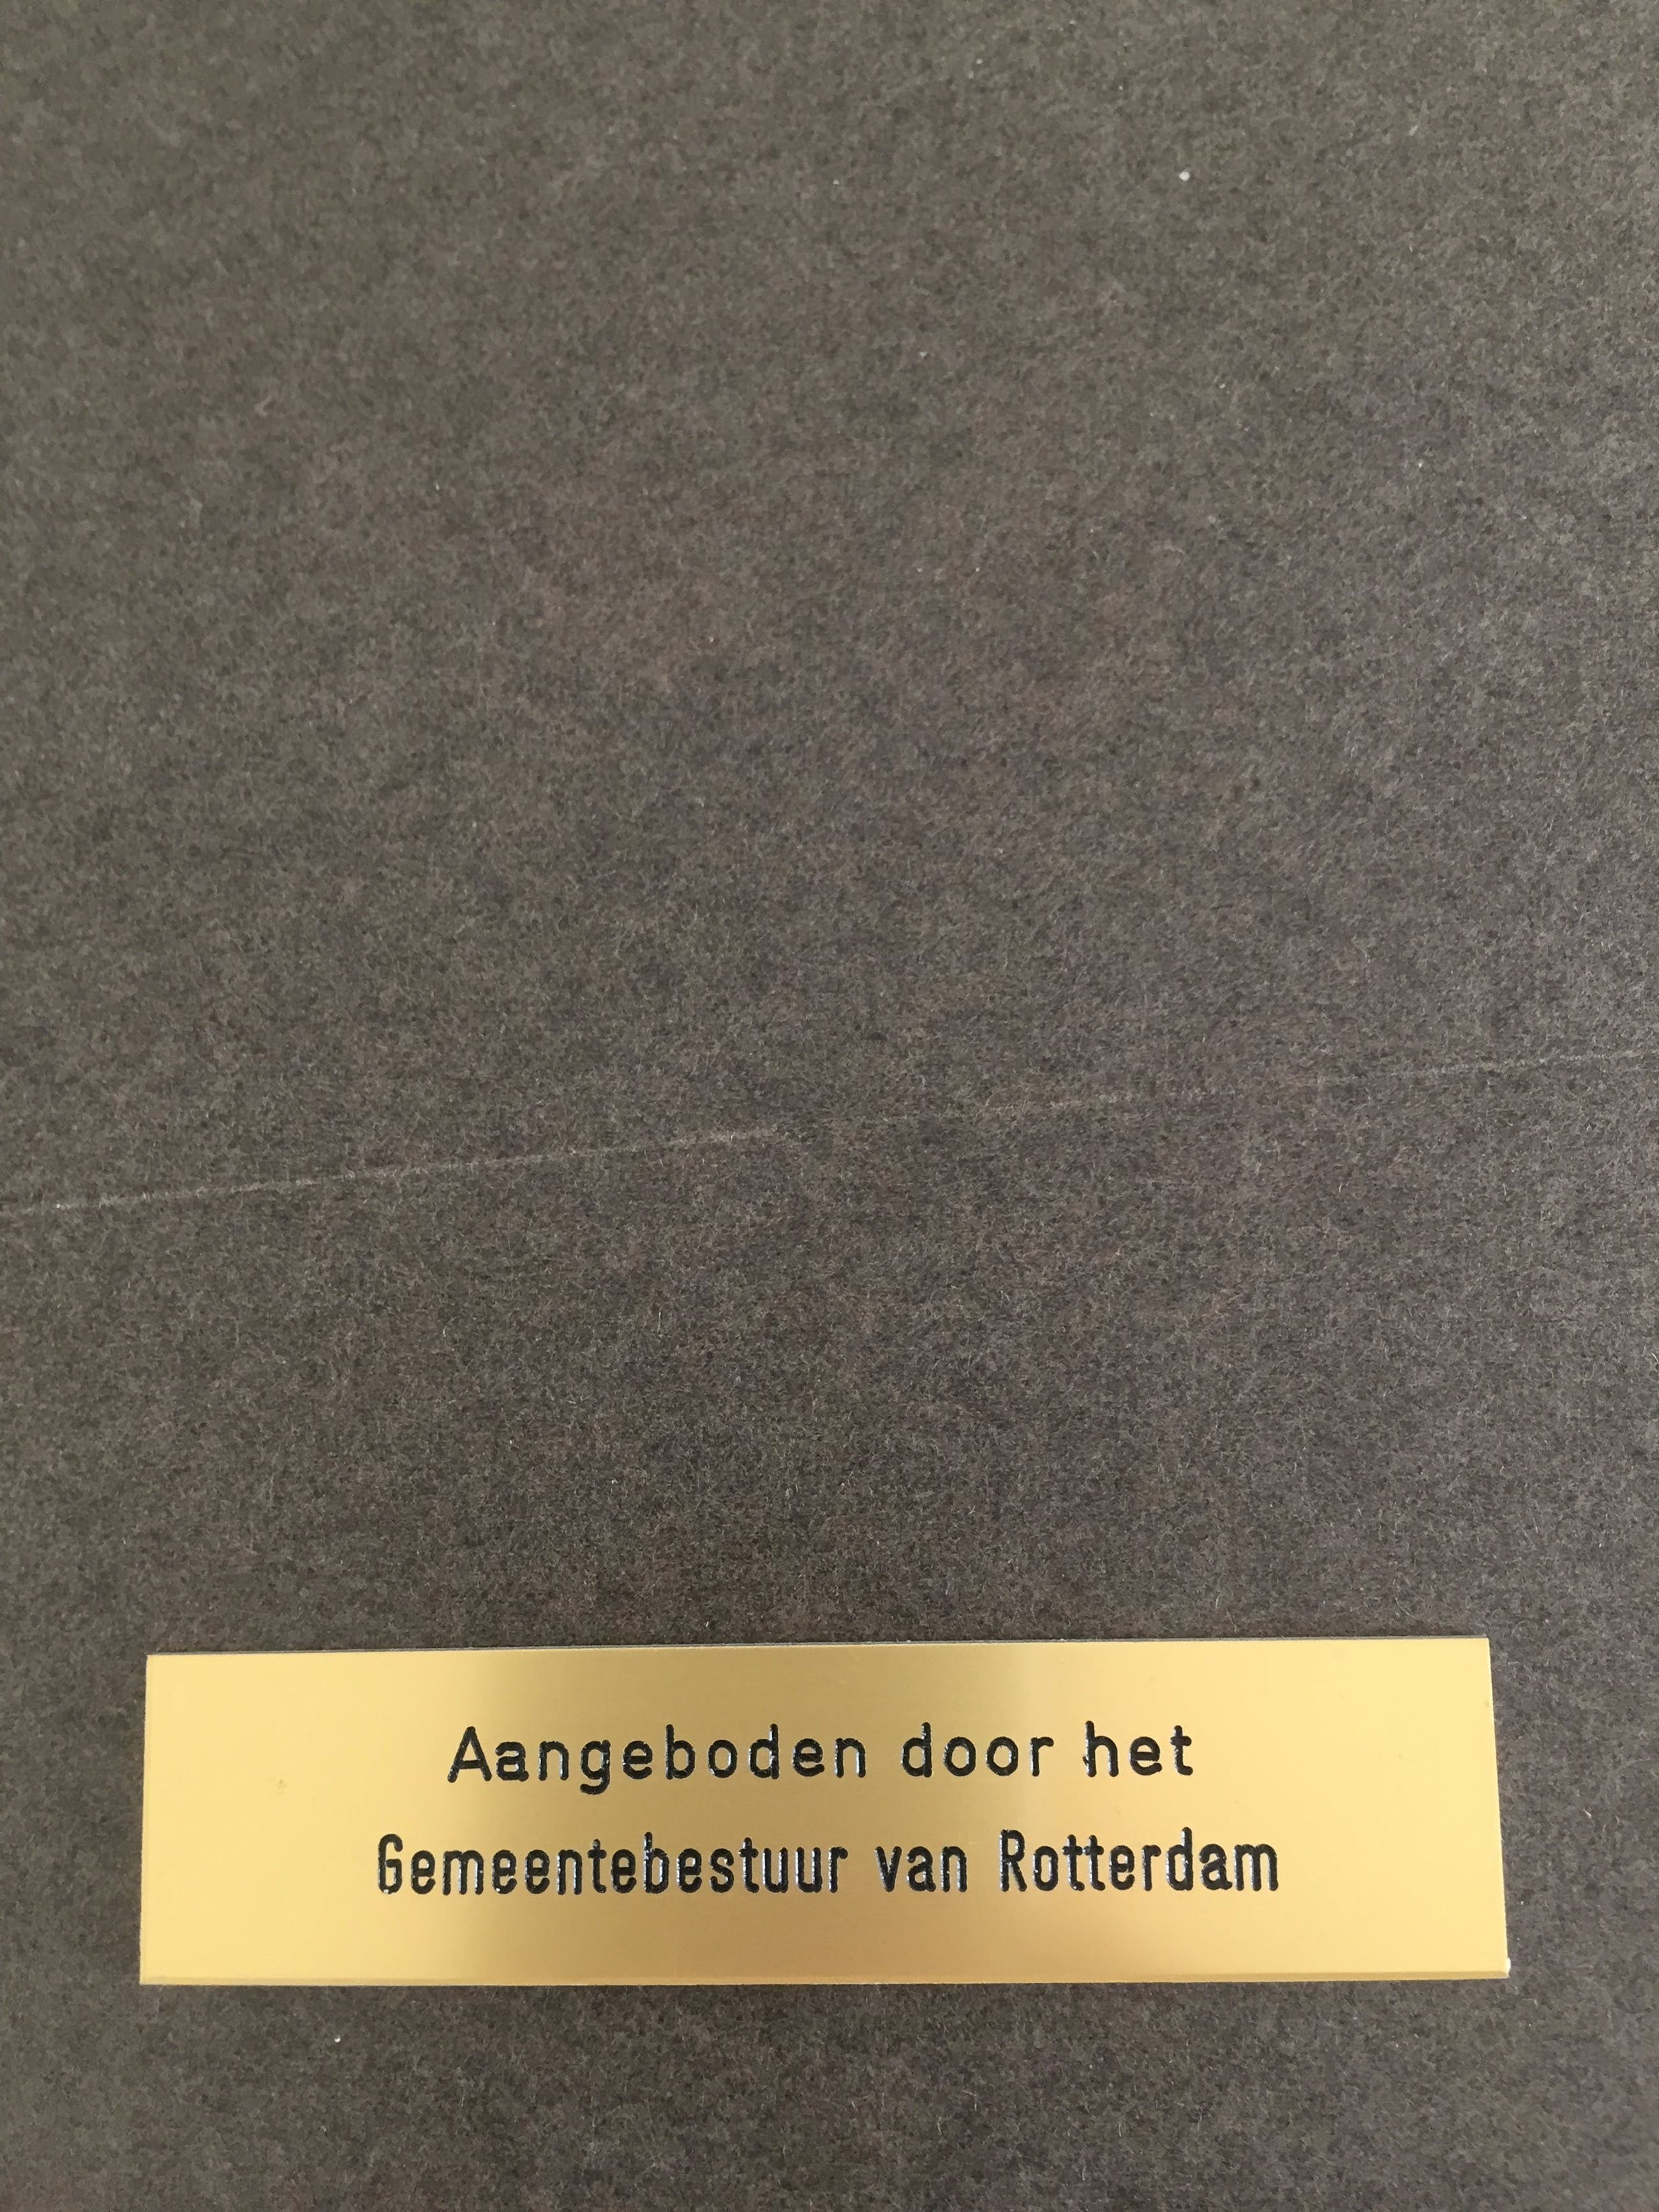 Aangeboden door het
Gemeentebestuur van Rotterdam